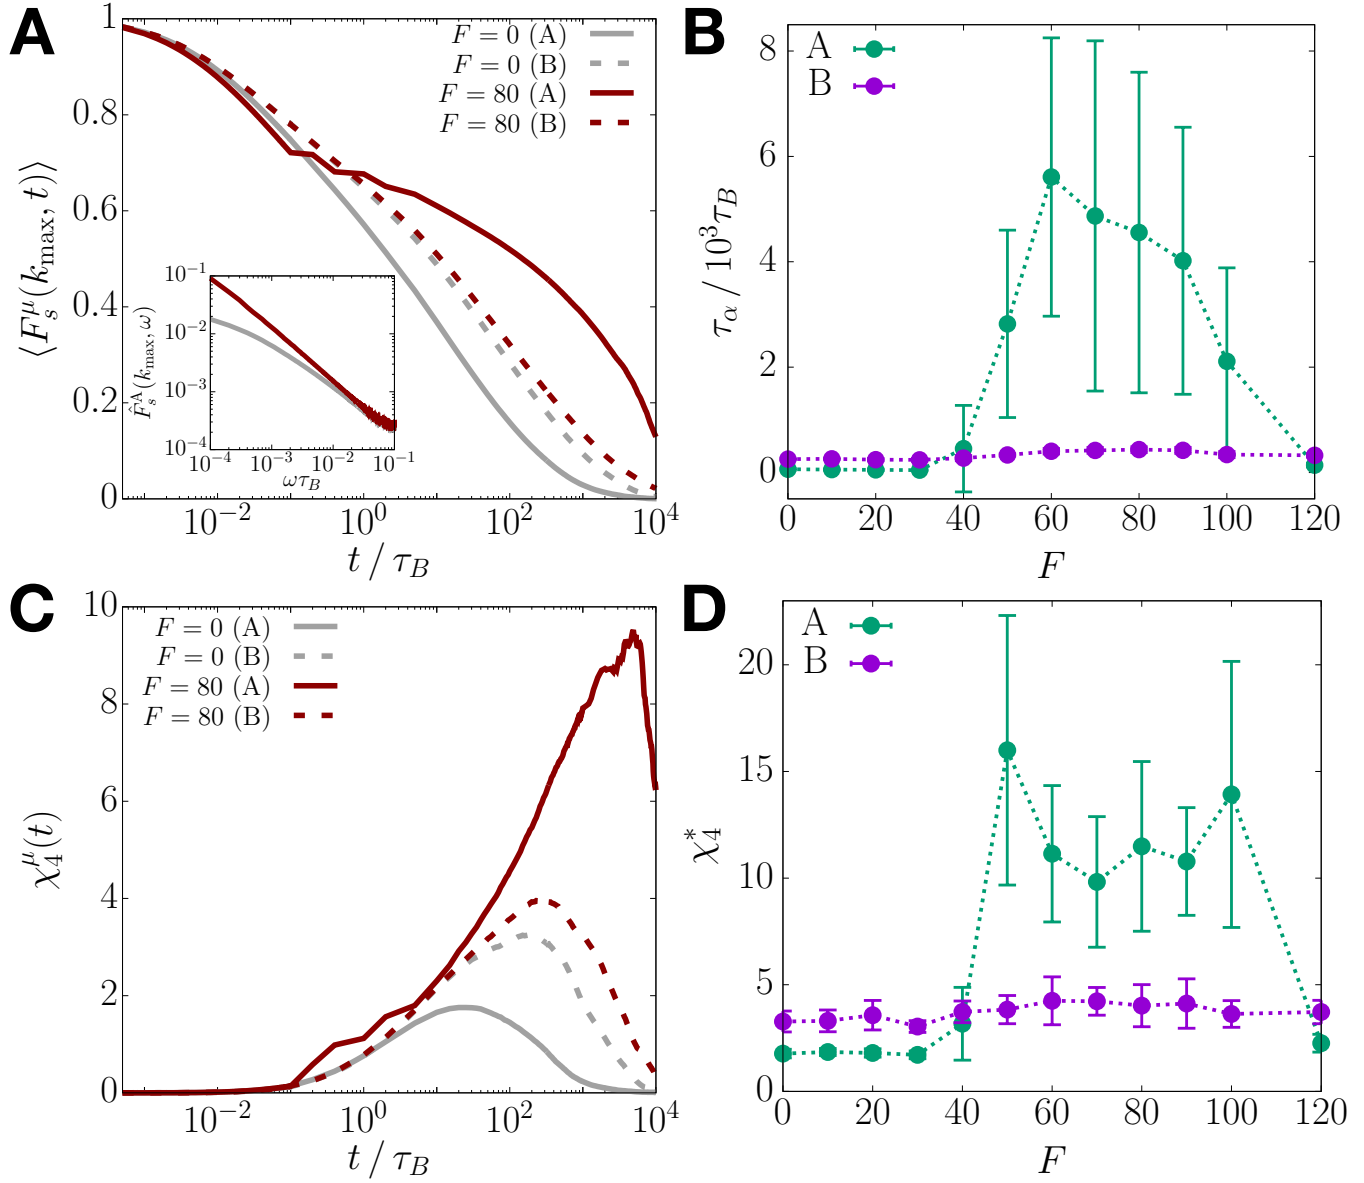 A
1
0.8
0.6
0.4
0.2
0
⟨F_s^μ(k_max, t)⟩
F = 0 (A)
F = 0 (B)
F = 80 (A)
F = 80 (B)
10^−1
10^−2
10^−3
10^−4
F̂_s^A(k_max, ω)
10^−4 10^−3 10^−2 10^−1
ωτ_B
10^−2 10^0 10^2 10^4
t / τ_B
B
8
6
4
2
0
τ_α / 10^3 τ_B
A
B
0 20 40 60 80 100 120
F
C
10
8
6
4
2
0
χ_4^μ(t)
F = 0 (A)
F = 0 (B)
F = 80 (A)
F = 80 (B)
10^−2 10^0 10^2 10^4
t / τ_B
D
20
15
10
5
0
χ_4^*
A
B
0 20 40 60 80 100 120
F